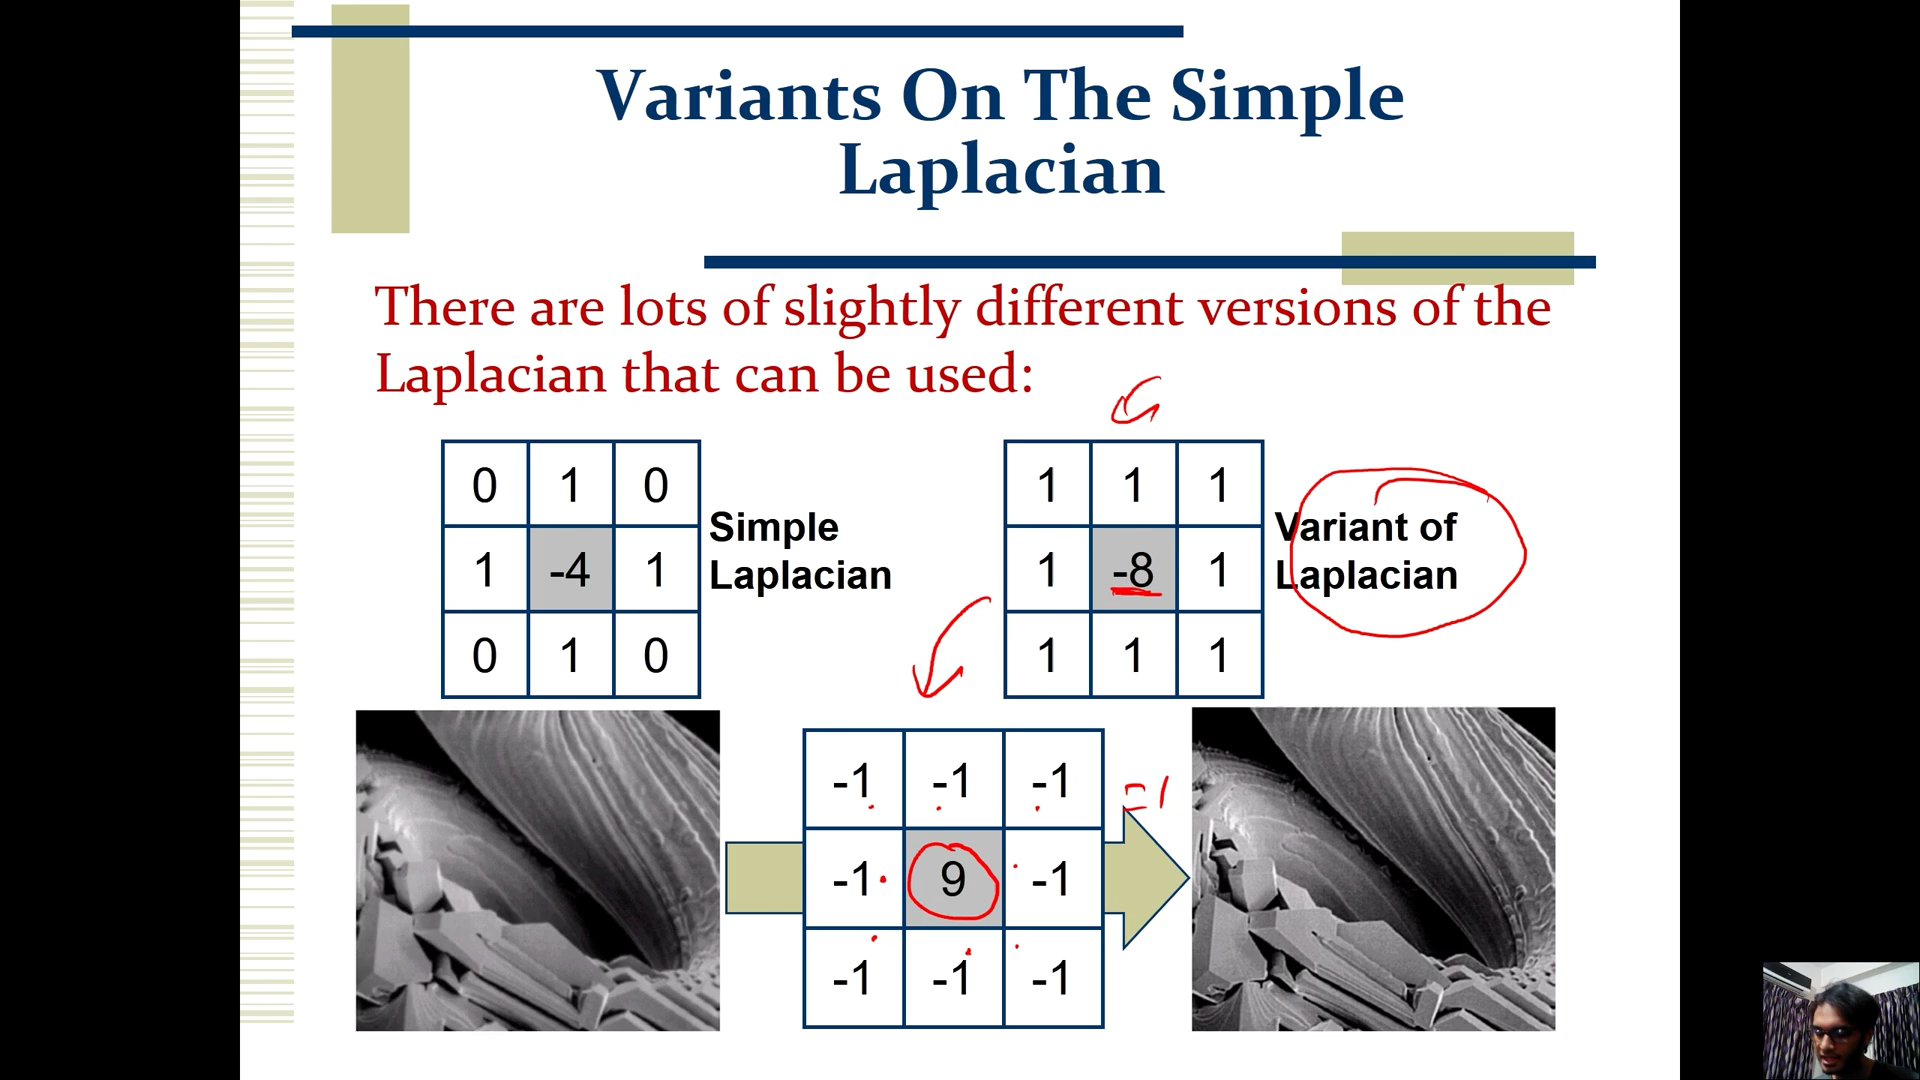 Variants On The Simple
Laplacian
There are lots of slightly different versions of the
Laplacian that can be used:
0 1 0
1 -4 1
0 1 0
Simple
Laplacian
1 1 1
1 -8 1
1 1 1
Variant of
Laplacian
-1 -1 -1
-1 9 -1
-1 -1 -1
=1